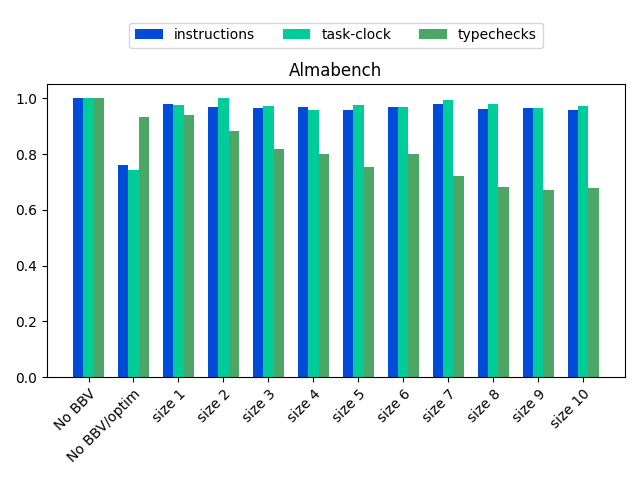 instructions task-clock typechecks
Almabench
1.0
0.8
0.6
0.4
0.2
0.0
No BBV
No BBV/optim
size 1
size 2
size 3
size 4
size 5
size 6
size 7
size 8
size 9
size 10